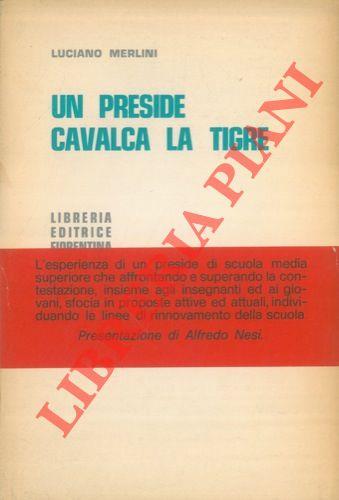 LUCIANO MERLINI
UN PRESIDE
CAVALCA LA TIGRE
LIBRERIA
EDITRICE
FIORENTINA
L'esperienza di un preside di scuola media
superiore che affrontando e superando la con-
testazione, insieme agli insegnanti ed ai gio-
vani, sfocia in proposte attive ed attuali, indivi-
duando le linee di rinnovamento della scuola.
Presentazione di Alfredo Nesi.
LIBRERIA PIANI